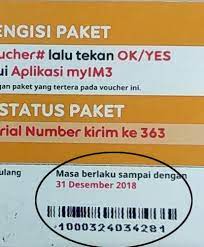 ENGISI PAKET
ucher# lalu tekan OK/YES
ui Aplikasi myIM3
gan paket yang tertera pada voucher ini.
STATUS PAKET
rial Number kirim ke 363
ulang
Masa berlaku sampai dengan
31 Desember 2018
1000324034281